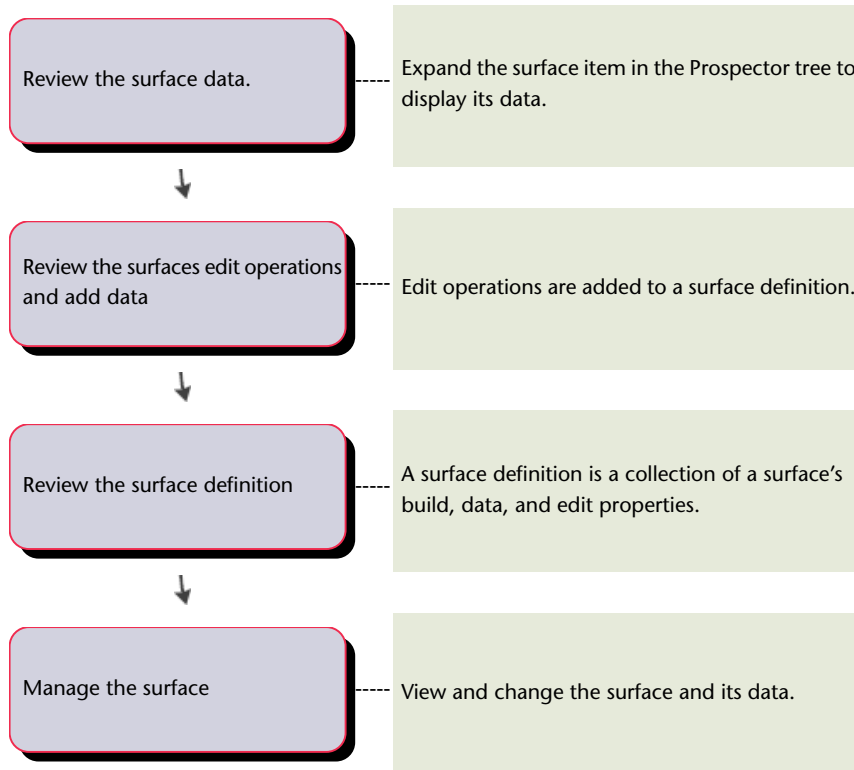 Review the surface data.
Expand the surface item in the Prospector tree to
display its data.
Review the surfaces edit operations
and add data
Edit operations are added to a surface definition.
Review the surface definition
A surface definition is a collection of a surface’s
build, data, and edit properties.
Manage the surface
View and change the surface and its data.